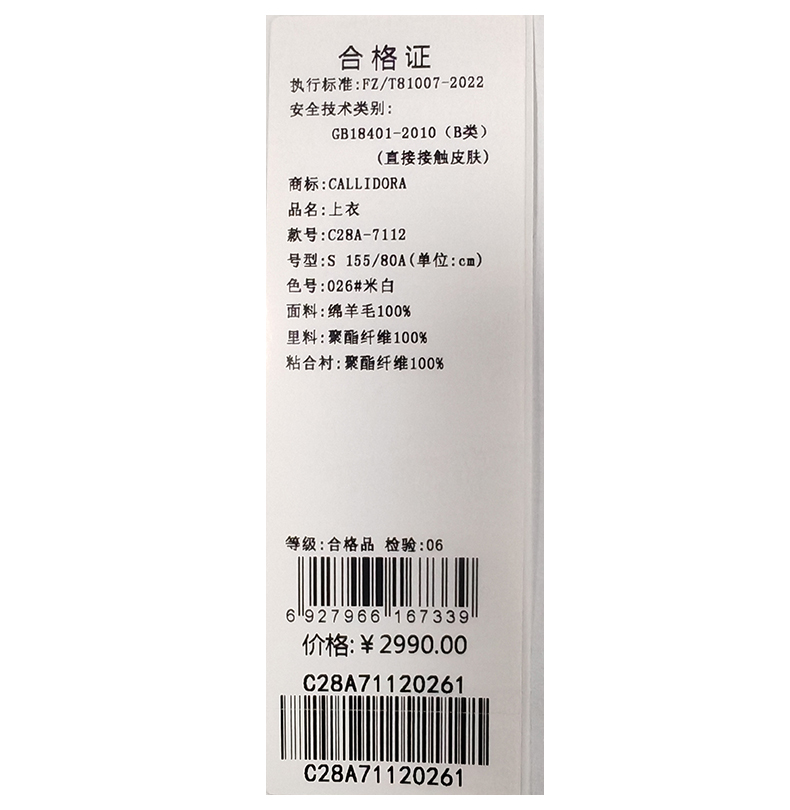 合格证
执行标准:FZ/T81007-2022
安全技术类别:
GB18401-2010（B类）
(直接接触皮肤)
商标:CALLIDORA
品名:上衣
款号:C28A-7112
号型:S 155/80A(单位:cm)
色号:026#米白
面料:绵羊毛100%
里料:聚酯纤维100%
粘合衬:聚酯纤维100%
等级:合格品 检验:06
6 927966 167339
价格:￥2990.00
C28A71120261
C28A71120261